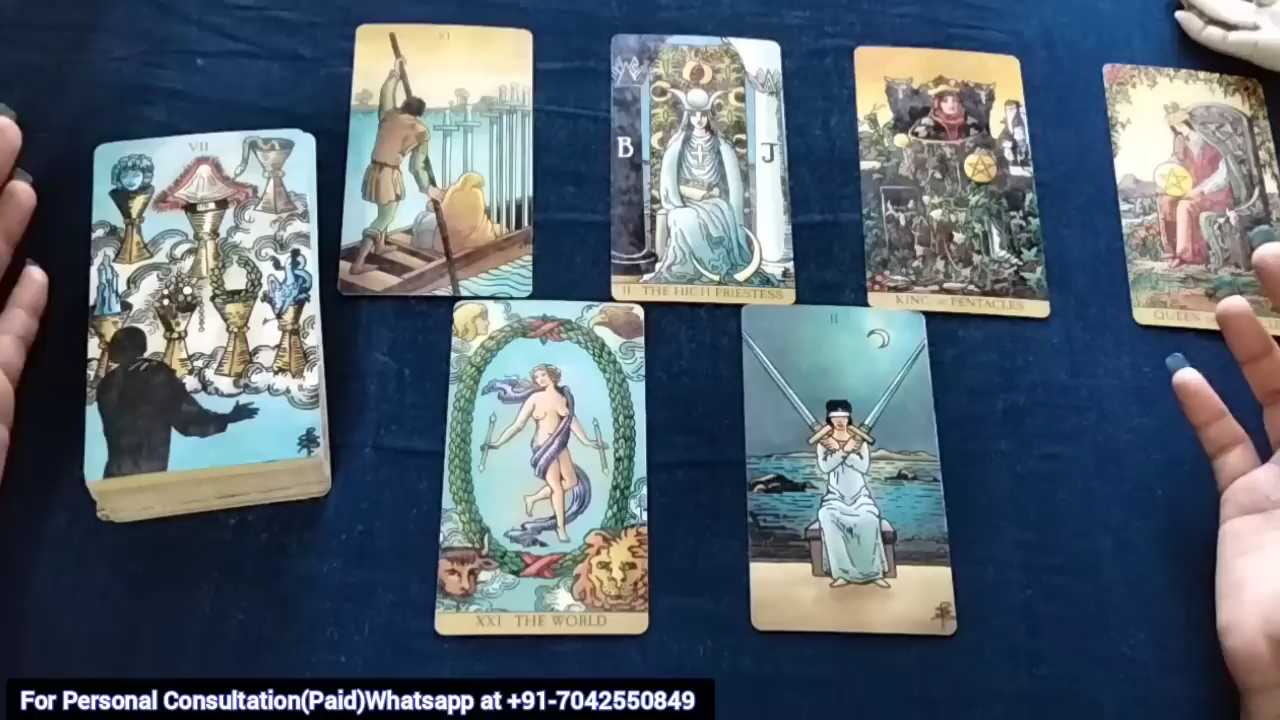 VII
VI
B
J
II THE HIGH PRIESTESS
KING of PENTACLES
QUEEN
XXI THE WORLD
II
For Personal Consultation(Paid)Whatsapp at +91-7042550849